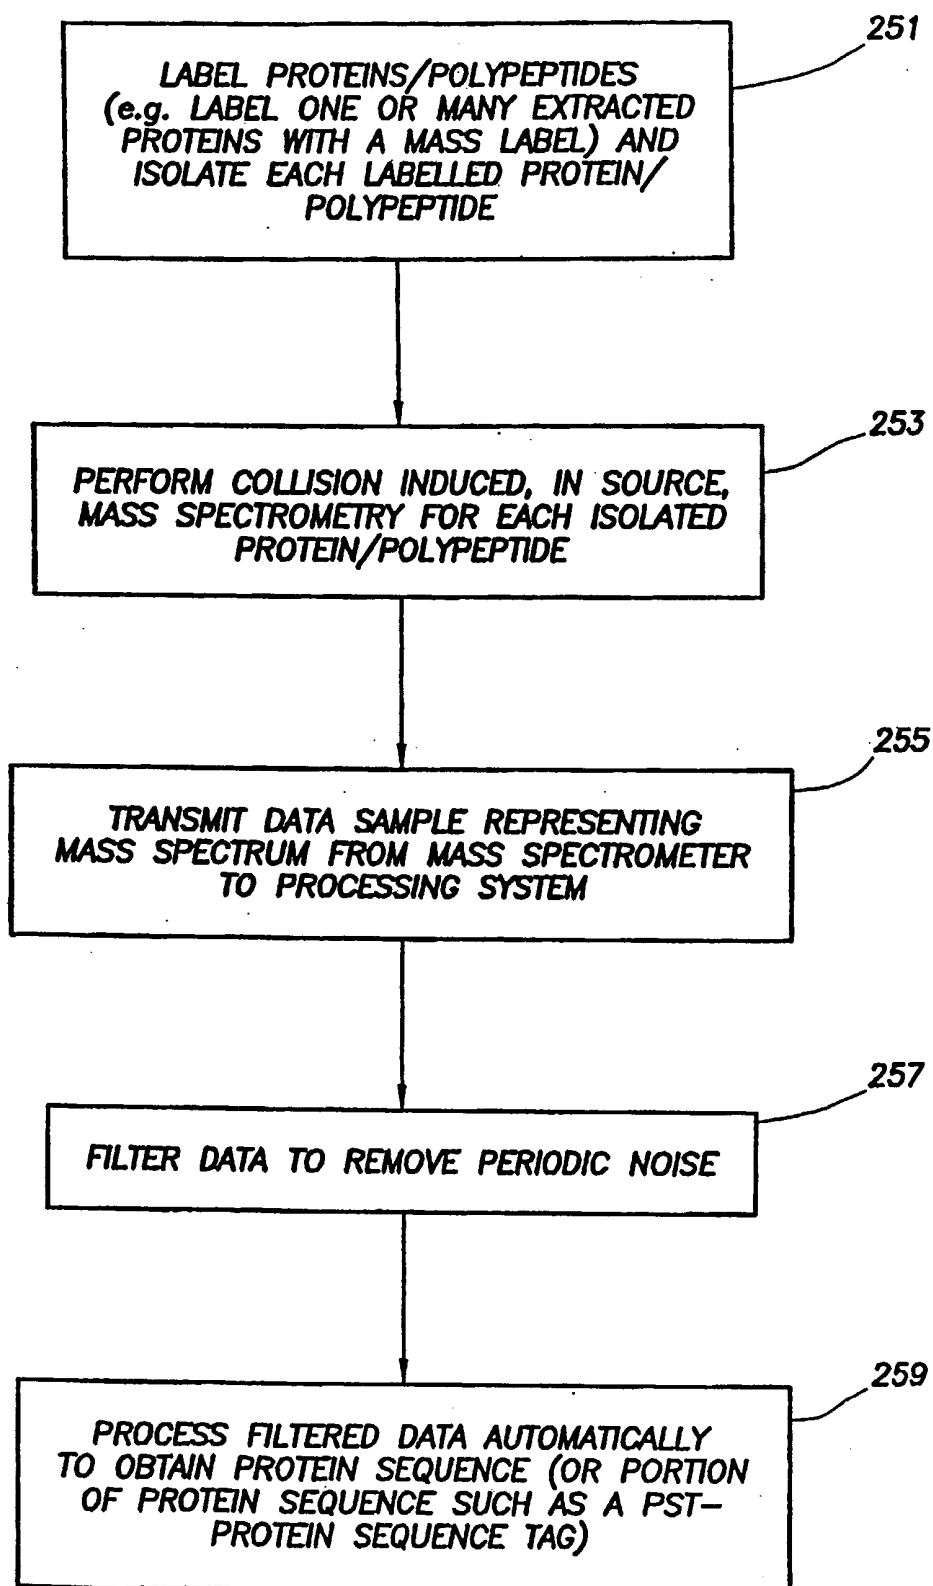 251
LABEL PROTEINS/POLYPEPTIDES
(e.g. LABEL ONE OR MANY EXTRACTED
PROTEINS WITH A MASS LABEL) AND
ISOLATE EACH LABELLED PROTEIN/
POLYPEPTIDE
253
PERFORM COLLISION INDUCED, IN SOURCE,
MASS SPECTROMETRY FOR EACH ISOLATED
PROTEIN/POLYPEPTIDE
255
TRANSMIT DATA SAMPLE REPRESENTING
MASS SPECTRUM FROM MASS SPECTROMETER
TO PROCESSING SYSTEM
257
FILTER DATA TO REMOVE PERIODIC NOISE
259
PROCESS FILTERED DATA AUTOMATICALLY
TO OBTAIN PROTEIN SEQUENCE (OR PORTION
OF PROTEIN SEQUENCE SUCH AS A PST-
PROTEIN SEQUENCE TAG)